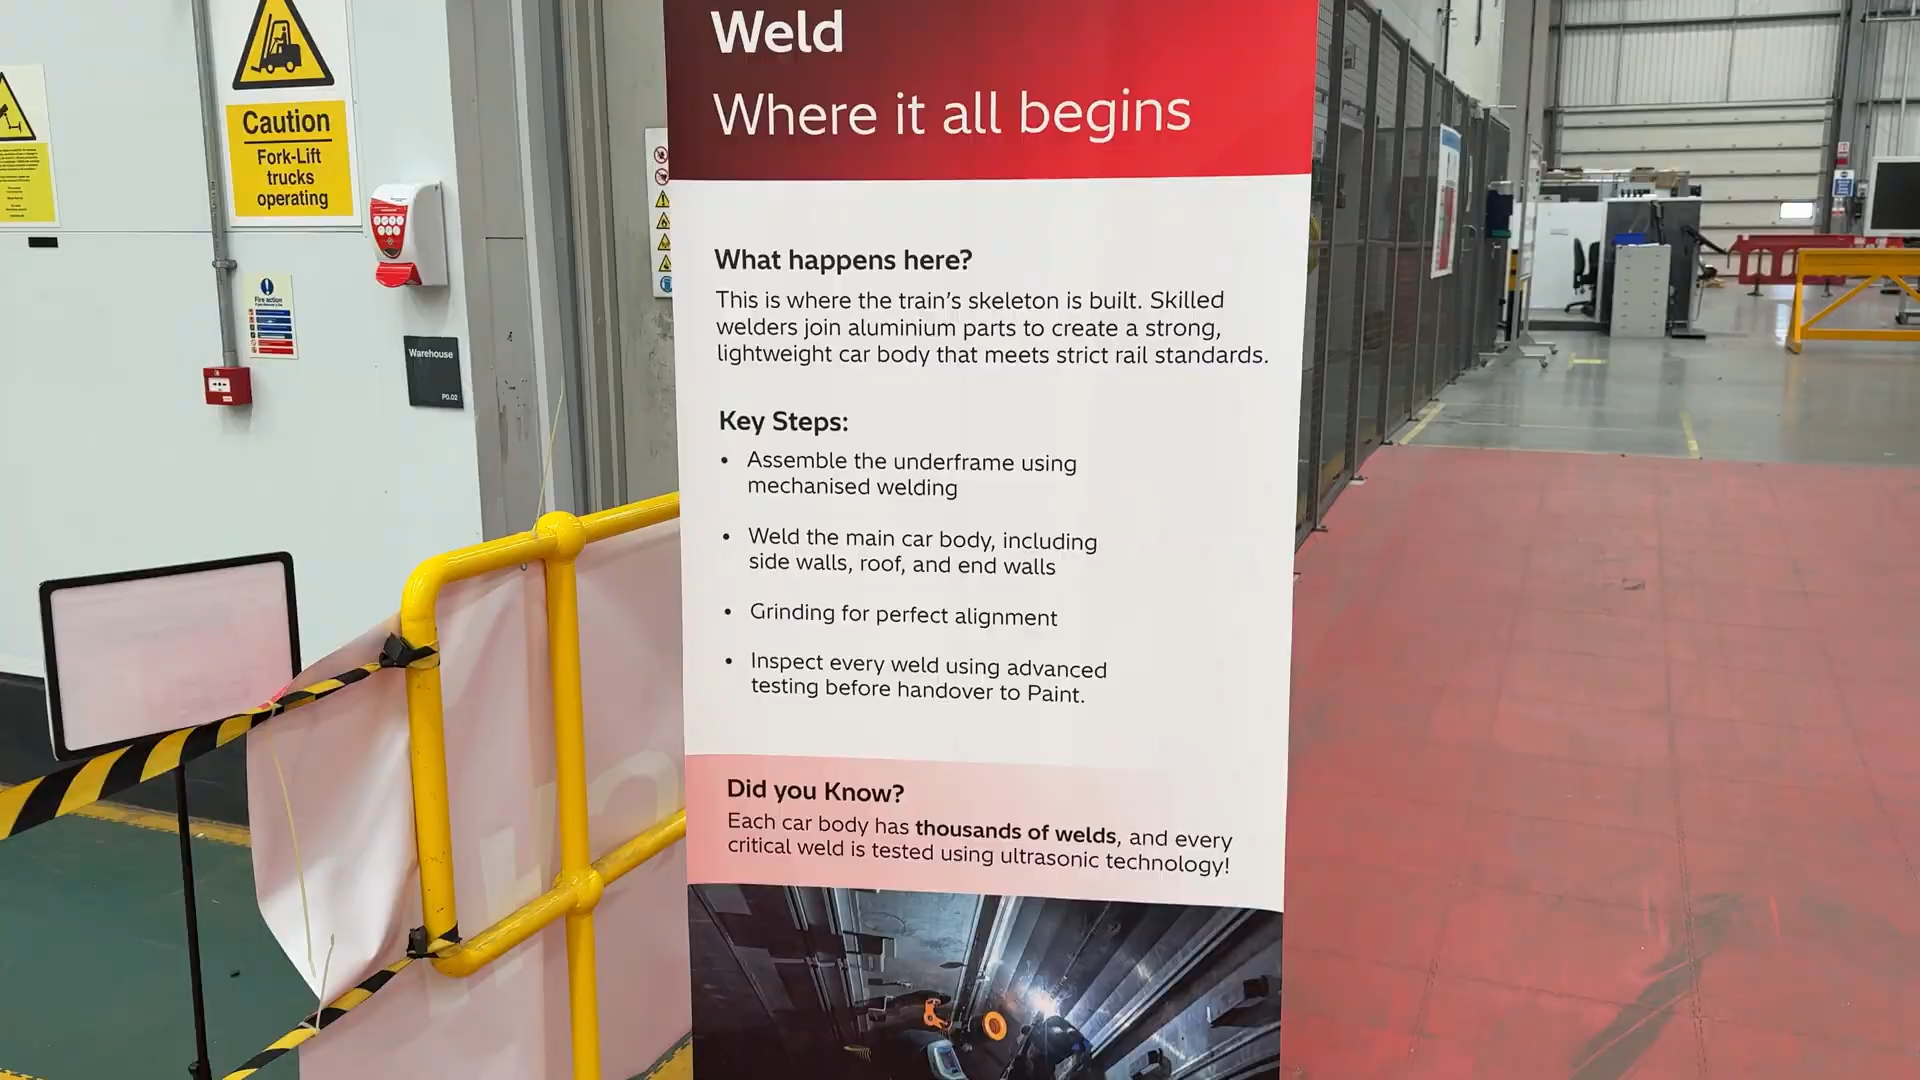 Weld
Where it all begins
What happens here?
This is where the train's skeleton is built. Skilled
welders join aluminium parts to create a strong,
lightweight car body that meets strict rail standards.
Key Steps:
• Assemble the underframe using
mechanised welding
• Weld the main car body, including
side walls, roof, and end walls
• Grinding for perfect alignment
• Inspect every weld using advanced
testing before handover to Paint.
Did you Know?
Each car body has thousands of welds, and every
critical weld is tested using ultrasonic technology!
Caution
Fork-Lift
trucks
operating
Fire action
Warehouse
P0.02